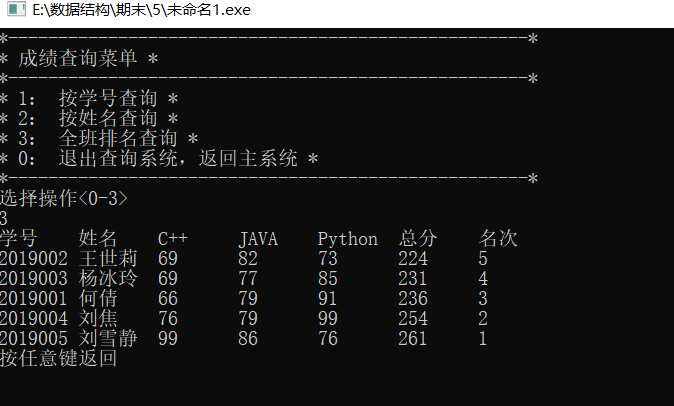 E:\数据结构\期末\5\未命名1.exe
*----------------------------------------------------*
* 成绩查询菜单 *
*----------------------------------------------------*
* 1： 按学号查询 *
* 2： 按姓名查询 *
* 3： 全班排名查询 *
* 0： 退出查询系统，返回主系统 *
*----------------------------------------------------*
选择操作<0-3>
3
学号 姓名 C++ JAVA Python 总分 名次
2019002 王世莉 69 82 73 224 5
2019003 杨冰玲 69 77 85 231 4
2019001 何倩 66 79 91 236 3
2019004 刘焦 76 79 99 254 2
2019005 刘雪静 99 86 76 261 1
按任意键返回